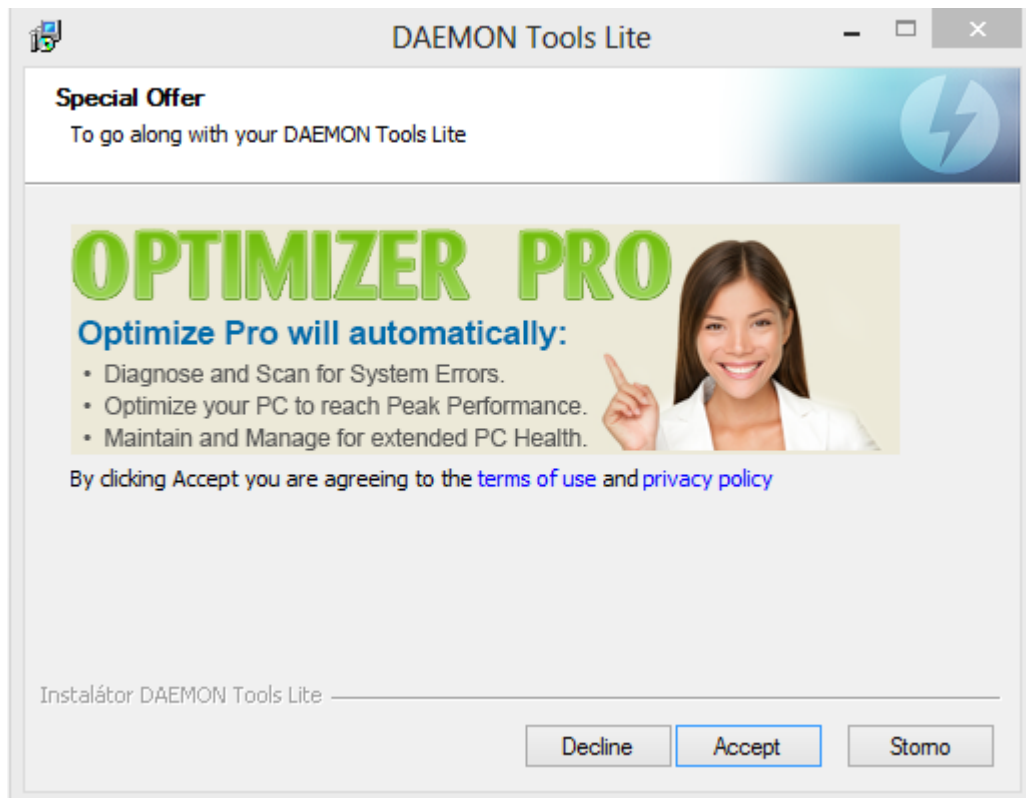 DAEMON Tools Lite
Special Offer
To go along with your DAEMON Tools Lite
OPTIMIZER PRO
Optimize Pro will automatically:
• Diagnose and Scan for System Errors.
• Optimize your PC to reach Peak Performance.
• Maintain and Manage for extended PC Health.
By clicking Accept you are agreeing to the terms of use and privacy policy
Instalátor DAEMON Tools Lite
Decline Accept Storno